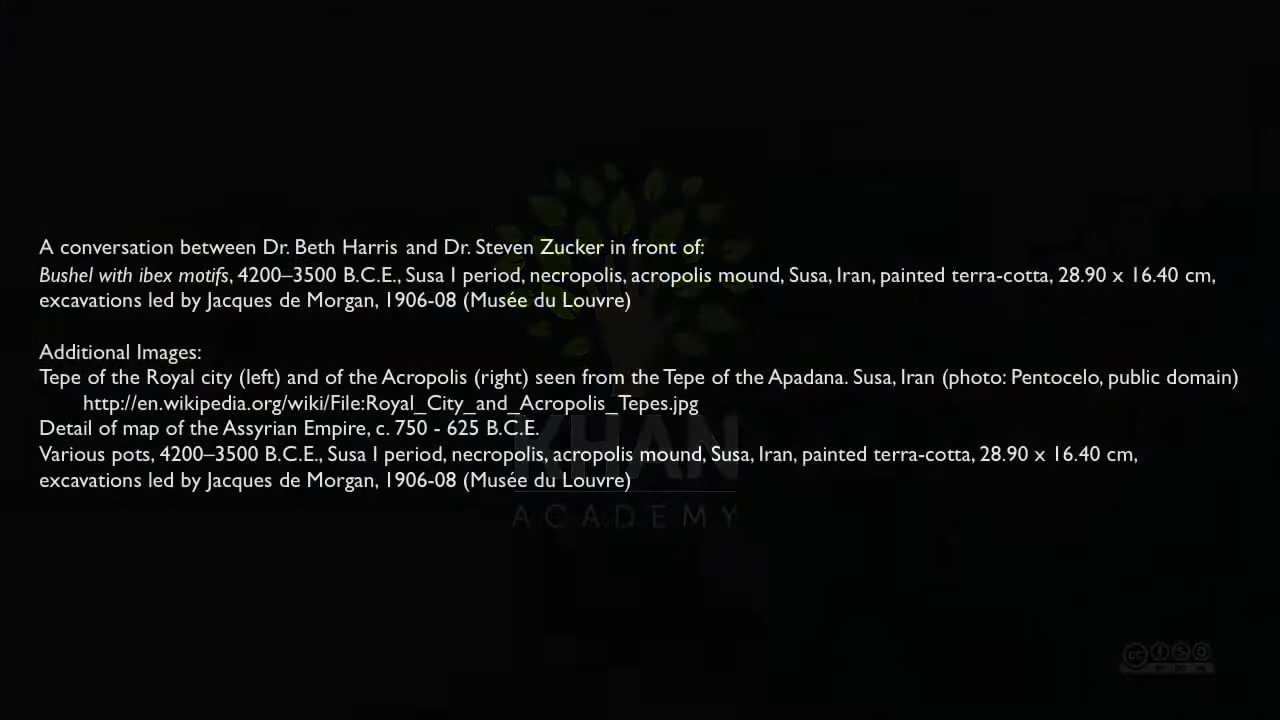 A conversation between Dr. Beth Harris and Dr. Steven Zucker in front of:
Bushel with ibex motifs, 4200–3500 B.C.E., Susa I period, necropolis, acropolis mound, Susa, Iran, painted terra-cotta, 28.90 x 16.40 cm,
excavations led by Jacques de Morgan, 1906-08 (Musée du Louvre)
Additional Images:
Tepe of the Royal city (left) and of the Acropolis (right) seen from the Tepe of the Apadana. Susa, Iran (photo: Pentocelo, public domain)
http://en.wikipedia.org/wiki/File:Royal_City_and_Acropolis_Tepes.jpg
Detail of map of the Assyrian Empire, c. 750 - 625 B.C.E.
Various pots, 4200–3500 B.C.E., Susa I period, necropolis, acropolis mound, Susa, Iran, painted terra-cotta, 28.90 x 16.40 cm,
excavations led by Jacques de Morgan, 1906-08 (Musée du Louvre)
KHAN
ACADEMY
cc